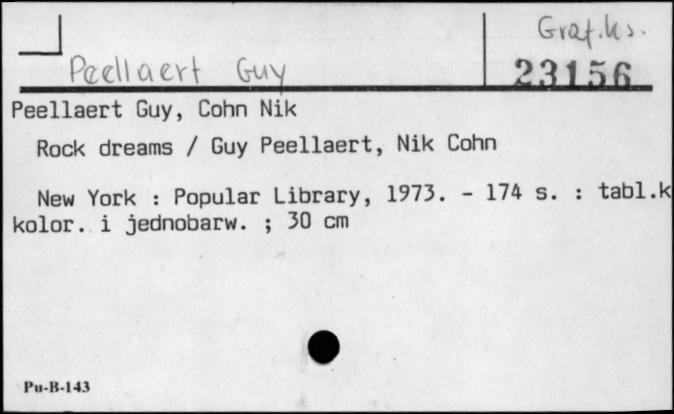 Graf. ks.
Peellaert Guy
23156
Peellaert Guy, Cohn Nik
Rock dreams / Guy Peellaert, Nik Cohn
New York : Popular Library, 1973. - 174 s. : tabl.k
kolor. i jednobarw. ; 30 cm
Pu-B-143